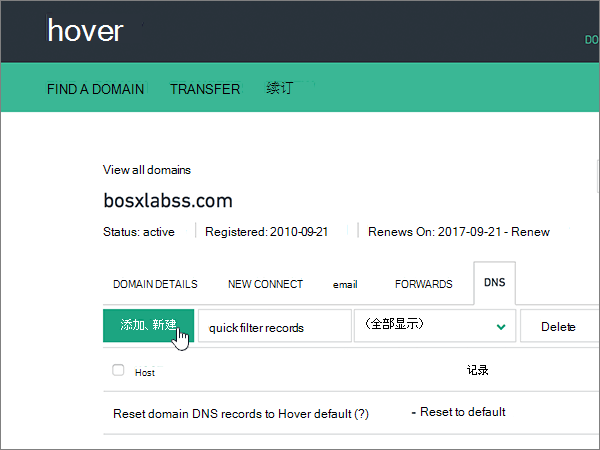 hover
DO
FIND A DOMAIN TRANSFER 续订
View all domains
bosxlabss.com
Status: active Registered: 2010-09-21 Renews On: 2017-09-21 - Renew
DOMAIN DETAILS NEW CONNECT email FORWARDS DNS
添加、新建 quick filter records (全部显示) Delete
Host 记录
Reset domain DNS records to Hover default (?) - Reset to default